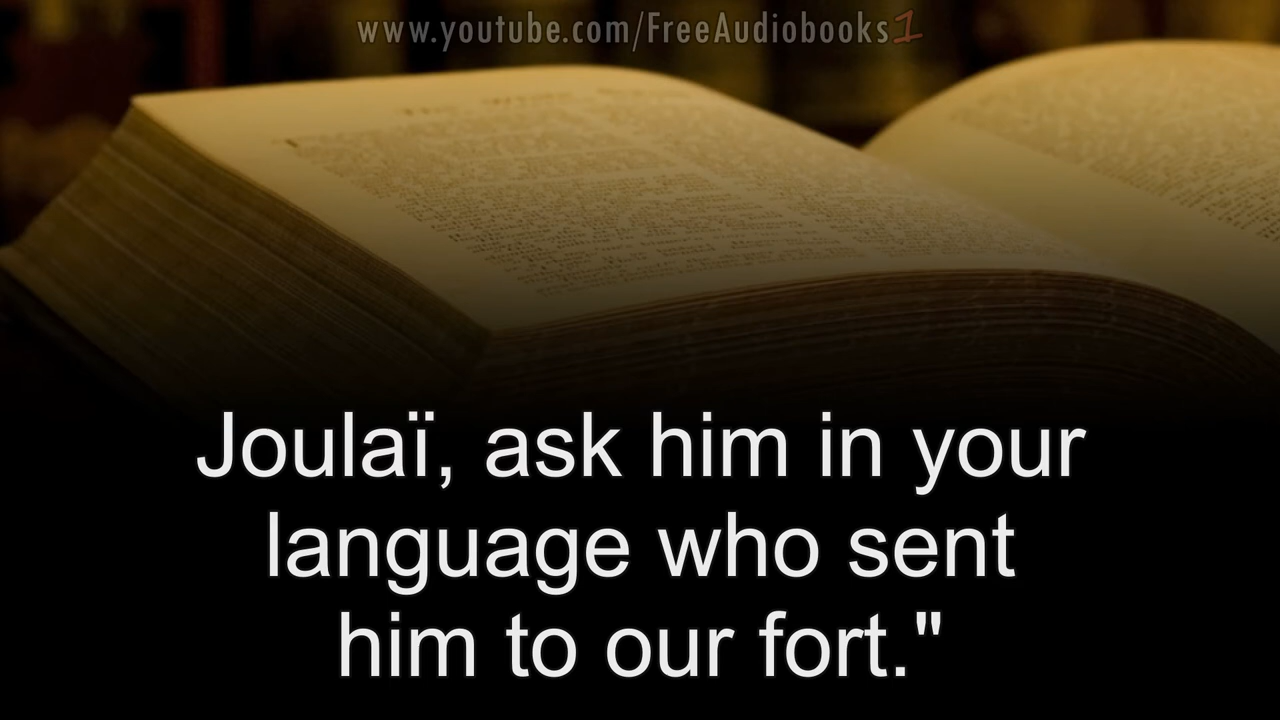 www.youtube.com/FreeAudiobooks1
Joulaï, ask him in your
language who sent
him to our fort."